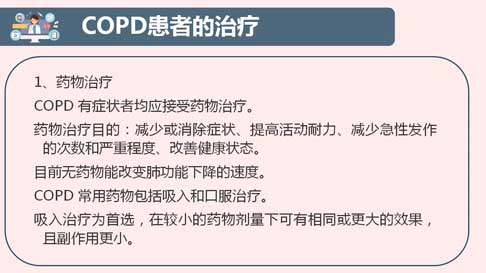 COPD患者的治疗
1、药物治疗
COPD 有症状者均应接受药物治疗。
药物治疗目的：减少或消除症状、提高活动耐力、减少急性发作
的次数和严重程度、改善健康状态。
目前无药物能改变肺功能下降的速度。
COPD 常用药物包括吸入和口服治疗。
吸入治疗为首选，在较小的药物剂量下可有相同或更大的效果，
且副作用更小。